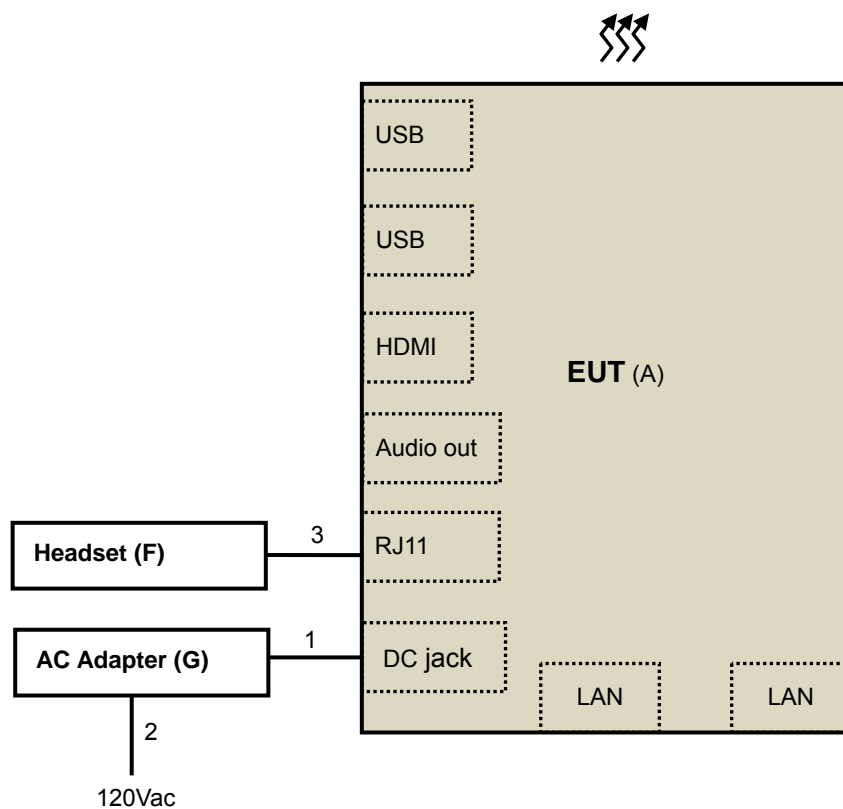 USB
USB
HDMI
EUT (A)
Audio out
Headset (F)
3
RJ11
AC Adapter (G)
1
DC jack
LAN
LAN
2
120Vac